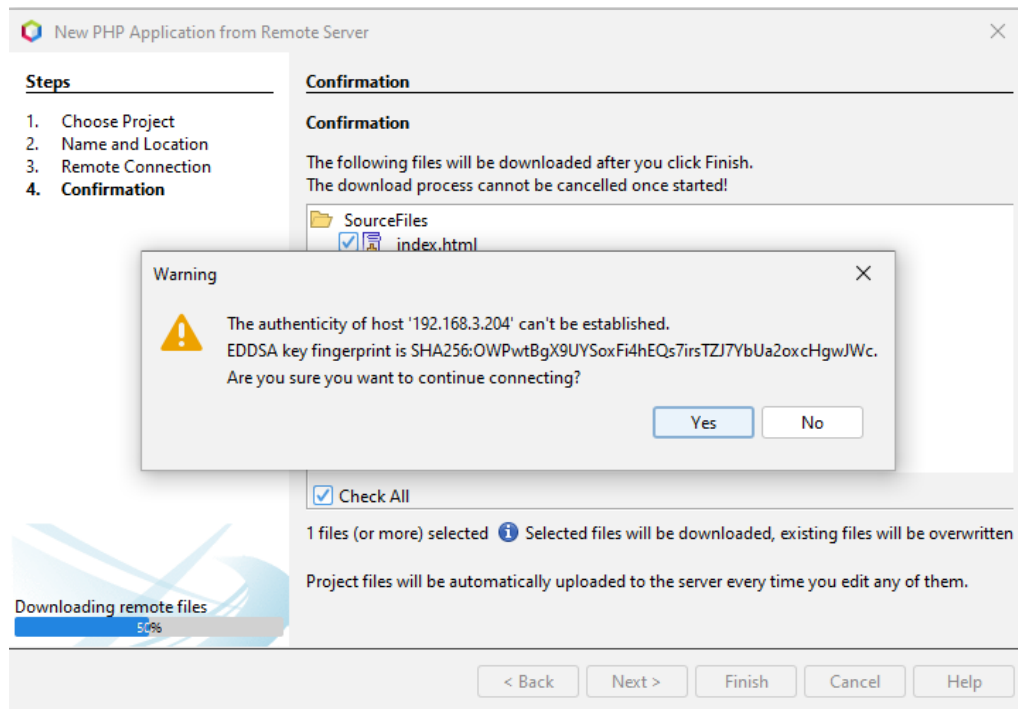 New PHP Application from Remote Server
Steps
1. Choose Project
2. Name and Location
3. Remote Connection
4. Confirmation
Confirmation
Confirmation
The following files will be downloaded after you click Finish.
The download process cannot be cancelled once started!
SourceFiles
index.html
Warning
The authenticity of host '192.168.3.204' can't be established.
EDDSA key fingerprint is SHA256:OWPwtBgX9UYSoxFi4hEQs7irsTZJ7YbUa2oxcHgwJWc.
Are you sure you want to continue connecting?
Yes No
Check All
1 files (or more) selected Selected files will be downloaded, existing files will be overwritten
Project files will be automatically uploaded to the server every time you edit any of them.
Downloading remote files
50%
< Back Next > Finish Cancel Help